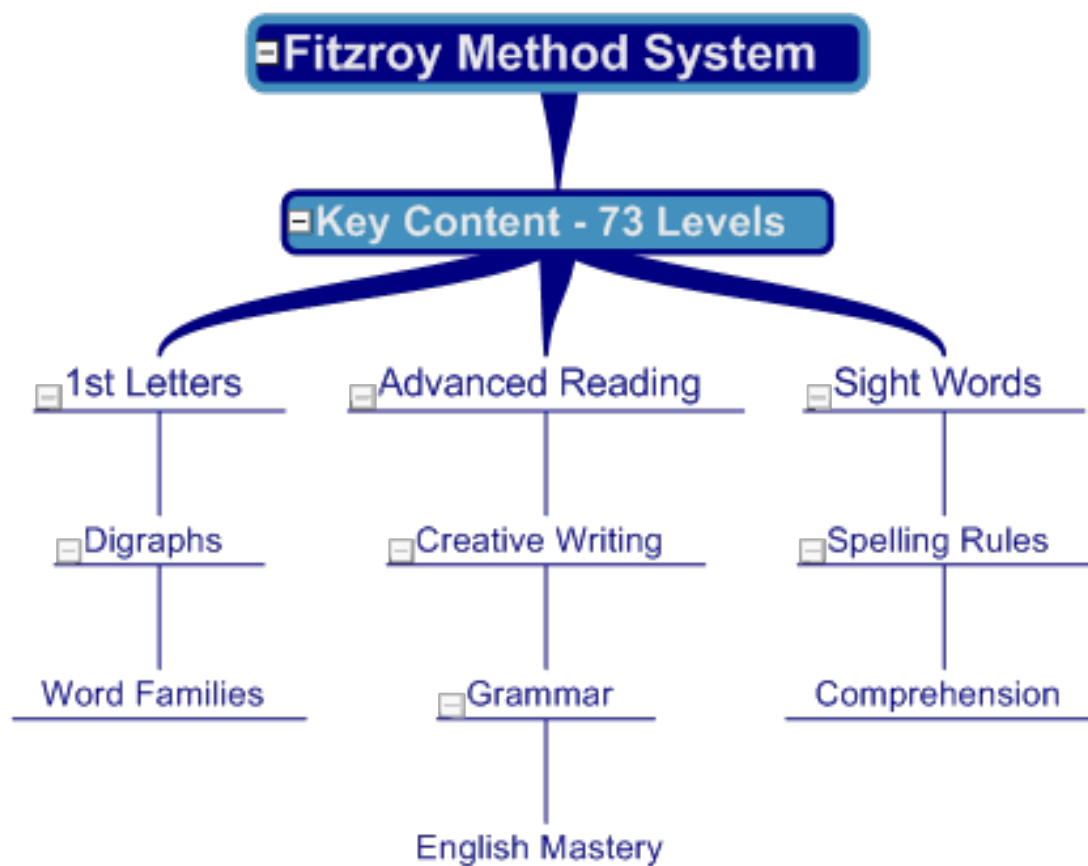 Fitzroy Method System
Key Content - 73 Levels
1st Letters
Advanced Reading
Sight Words
Digraphs
Creative Writing
Spelling Rules
Word Families
Grammar
Comprehension
English Mastery